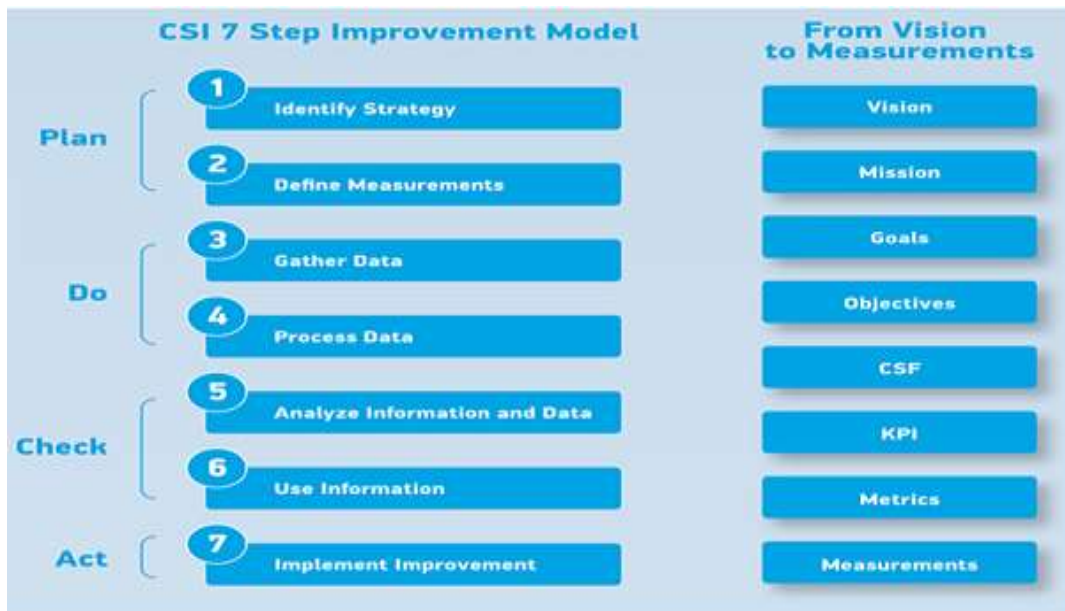 CSI 7 Step Improvement Model
Plan
1
Identify Strategy
2
Define Measurements
Do
3
Gather Data
4
Process Data
Check
5
Analyze Information and Data
6
Use Information
Act
7
Implement Improvement
From Vision
to Measurements
Vision
Mission
Goals
Objectives
CSF
KPI
Metrics
Measurements